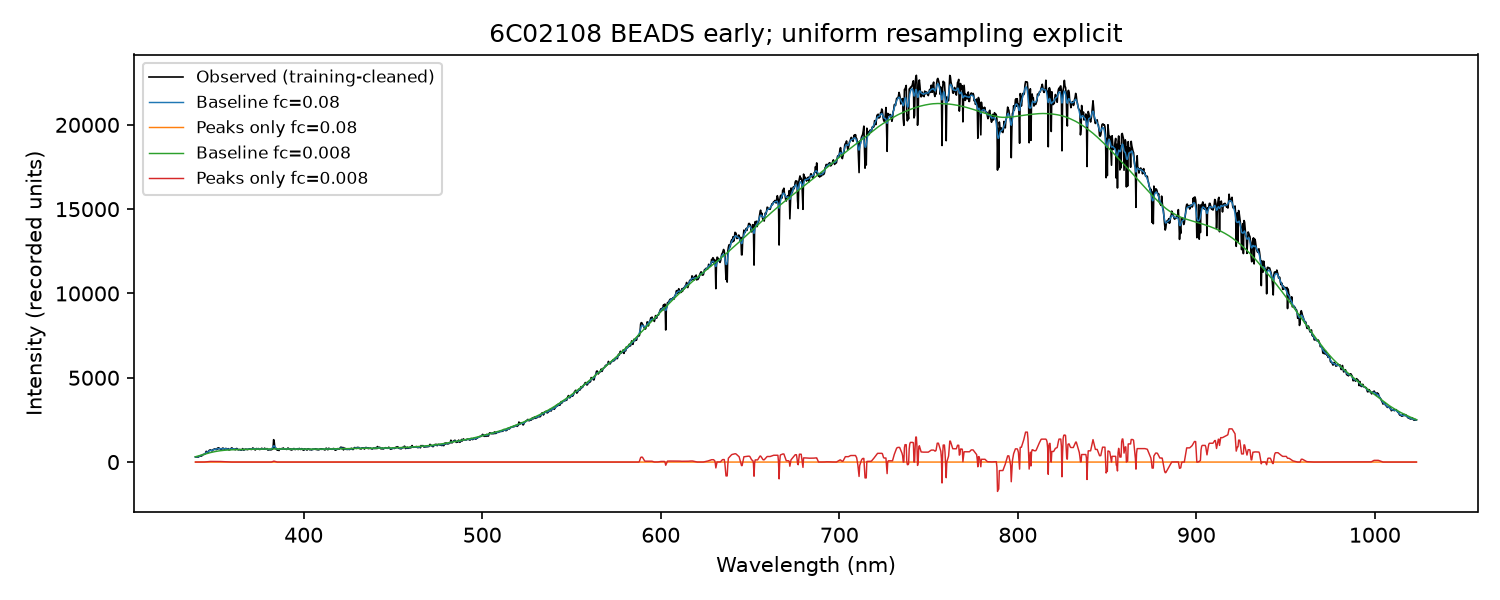 6C02108 BEADS early; uniform resampling explicit
Observed (training-cleaned)
Baseline fc=0.08
Peaks only fc=0.08
Baseline fc=0.008
Peaks only fc=0.008
Intensity (recorded units)
20000
15000
10000
5000
0
400 500 600 700 800 900 1000
Wavelength (nm)